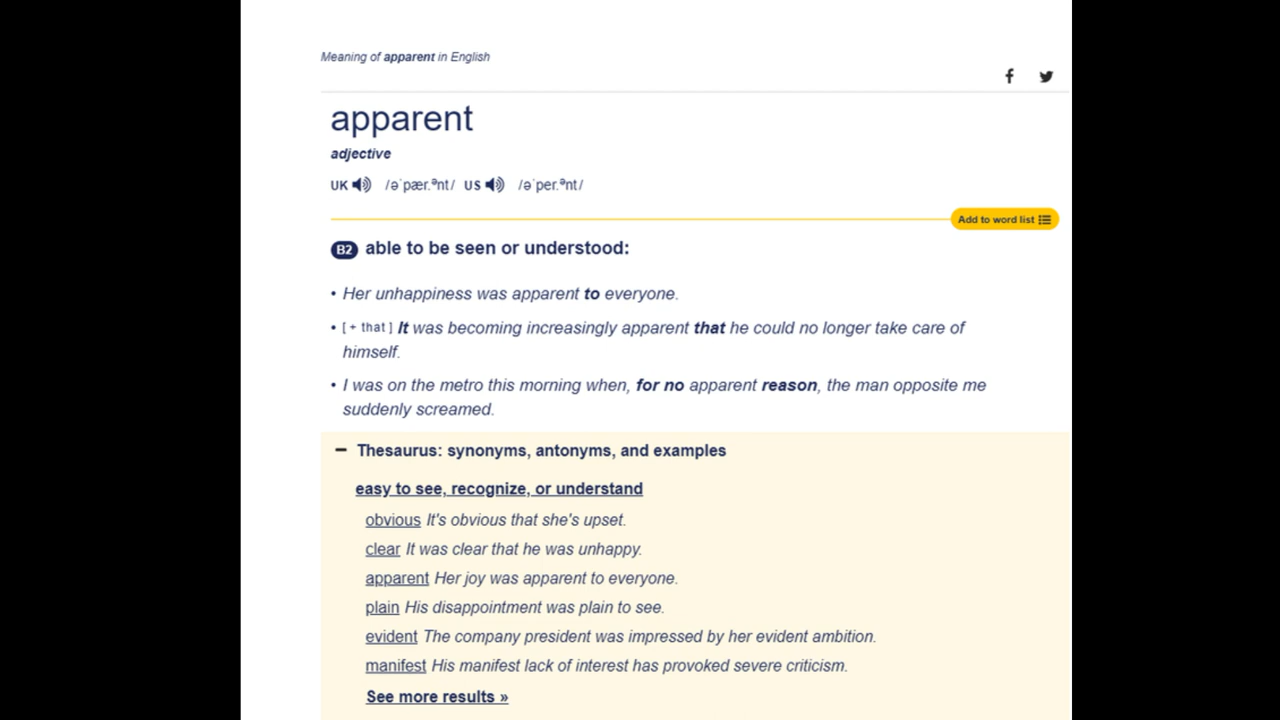 Meaning of apparent in English
apparent
adjective
UK /əˈpær.ᵊnt/ US /əˈper.ᵊnt/
Add to word list
B2 able to be seen or understood:
• Her unhappiness was apparent to everyone.
• [ + that ] It was becoming increasingly apparent that he could no longer take care of
himself.
• I was on the metro this morning when, for no apparent reason, the man opposite me
suddenly screamed.
– Thesaurus: synonyms, antonyms, and examples
easy to see, recognize, or understand
obvious It's obvious that she's upset.
clear It was clear that he was unhappy.
apparent Her joy was apparent to everyone.
plain His disappointment was plain to see.
evident The company president was impressed by her evident ambition.
manifest His manifest lack of interest has provoked severe criticism.
See more results »